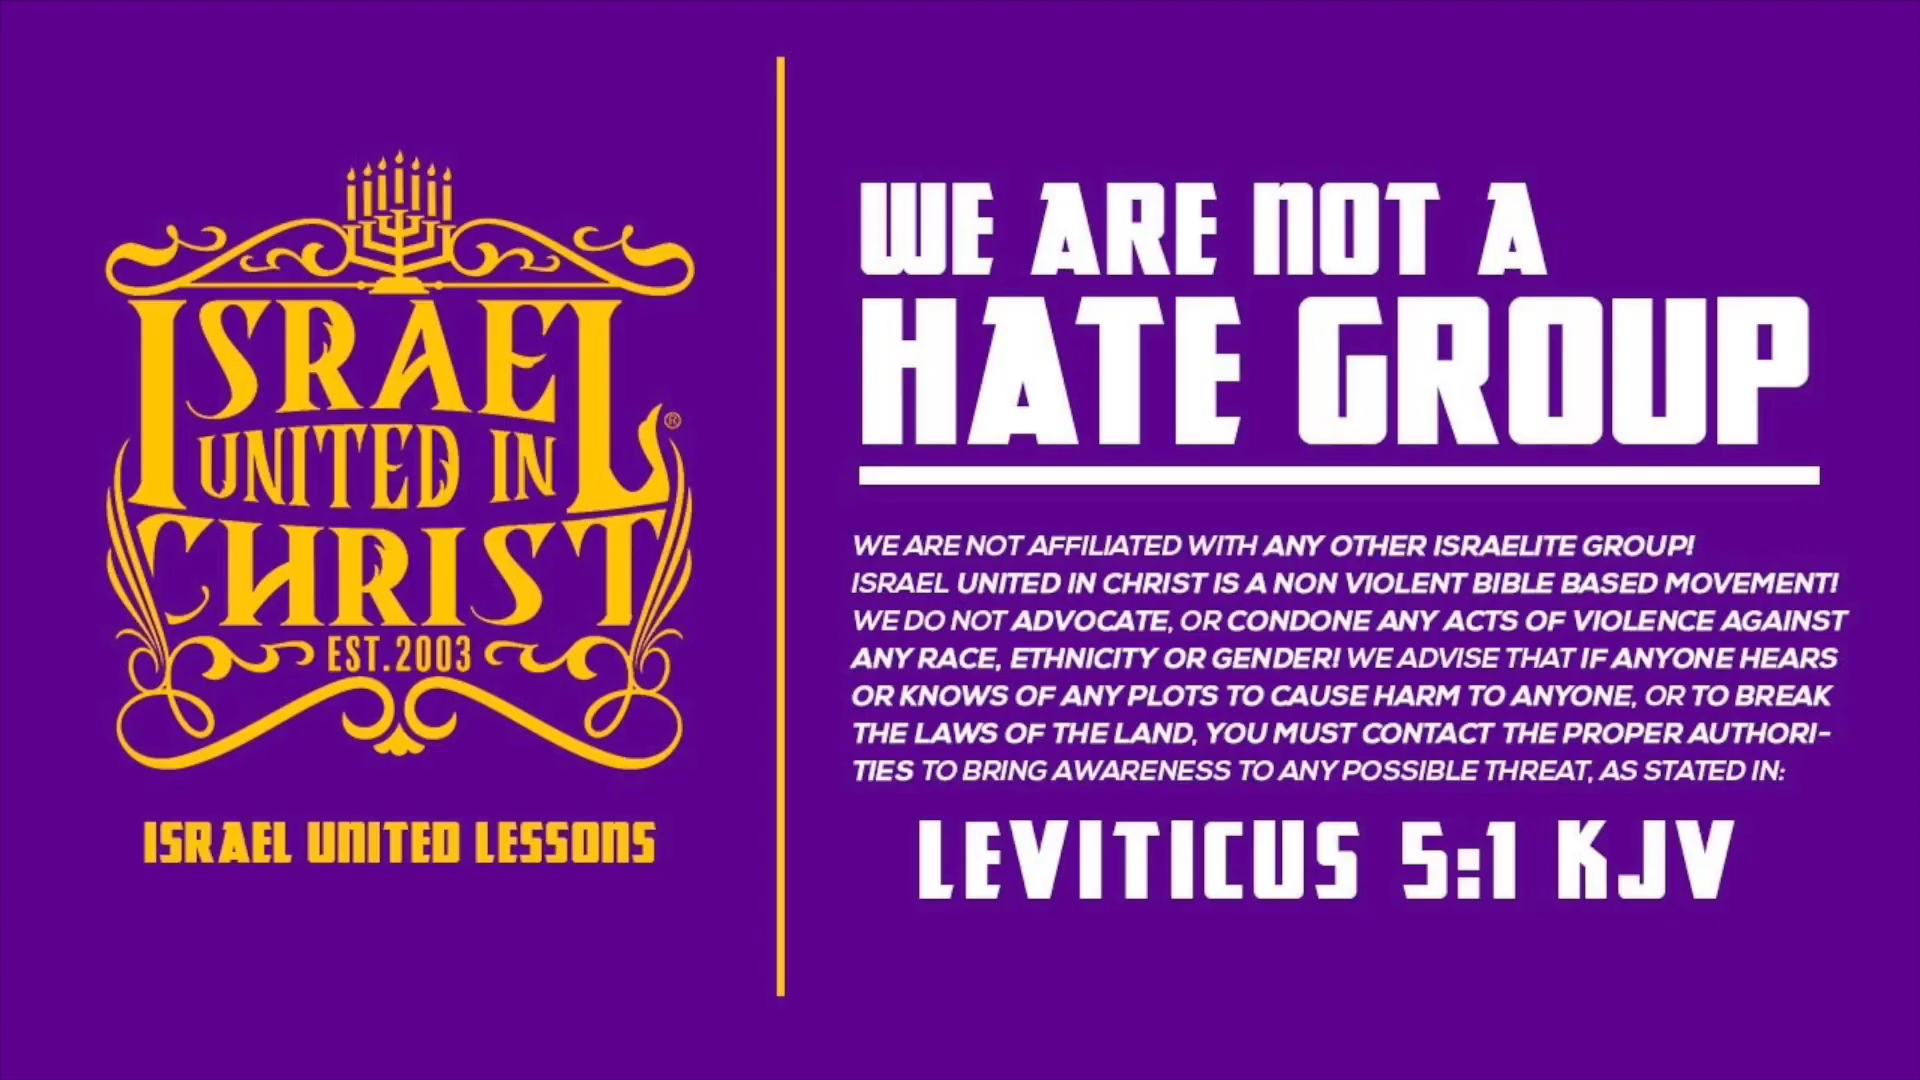 ISRAEL
UNITED IN
CHRIST
®
EST.2003
ISRAEL UNITED LESSONS
WE ARE NOT A
HATE GROUP
WE ARE NOT AFFILIATED WITH ANY OTHER ISRAELITE GROUP!
ISRAEL UNITED IN CHRIST IS A NON VIOLENT BIBLE BASED MOVEMENT!
WE DO NOT ADVOCATE, OR CONDONE ANY ACTS OF VIOLENCE AGAINST
ANY RACE, ETHNICITY OR GENDER! WE ADVISE THAT IF ANYONE HEARS
OR KNOWS OF ANY PLOTS TO CAUSE HARM TO ANYONE, OR TO BREAK
THE LAWS OF THE LAND, YOU MUST CONTACT THE PROPER AUTHORI-
TIES TO BRING AWARENESS TO ANY POSSIBLE THREAT, AS STATED IN:
LEVITICUS 5:1 KJV